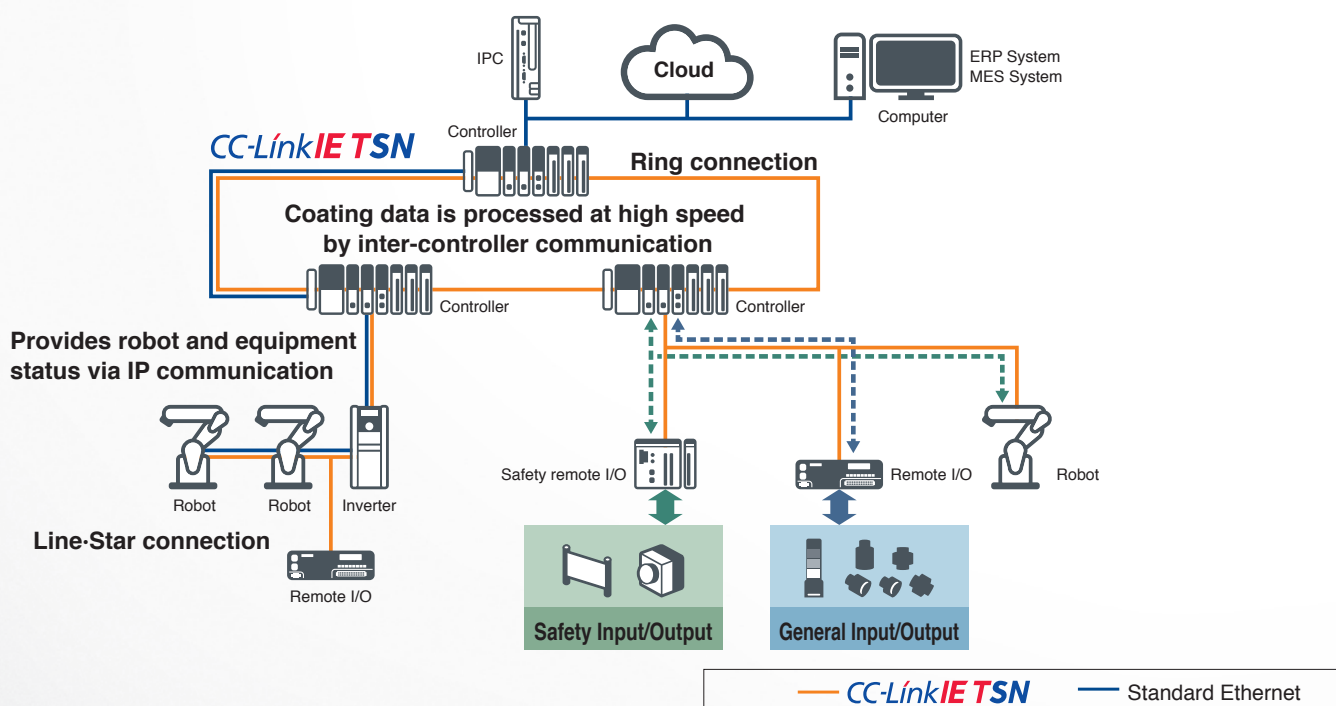 IPC
Cloud
ERP System
MES System
Computer
Controller
CC-Link IE TSN
Ring connection
Coating data is processed at high speed
by inter-controller communication
Controller
Controller
Provides robot and equipment
status via IP communication
Robot
Robot
Inverter
Safety remote I/O
Remote I/O
Robot
Line·Star connection
Remote I/O
Safety Input/Output
General Input/Output
CC-Link IE TSN
Standard Ethernet